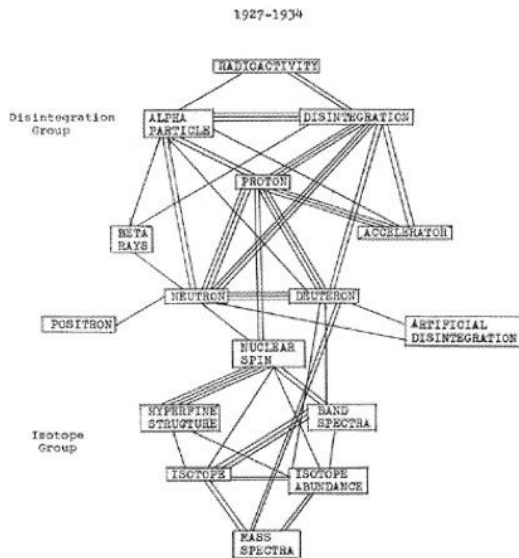 1927-1934
RADIOACTIVITY
Disintegration
Group
ALPHA
PARTICLE
DISINTEGRATION
PROTON
BETA
RAYS
ACCELERATOR
NEUTRON
DEUTERON
POSITRON
ARTIFICIAL
DISINTEGRATION
NUCLEAR
SPIN
HYPERFINE
STRUCTURE
BAND
SPECTRA
Isotope
Group
ISOTOPE
ISOTOPE
ABUNDANCE
MASS
SPECTRA